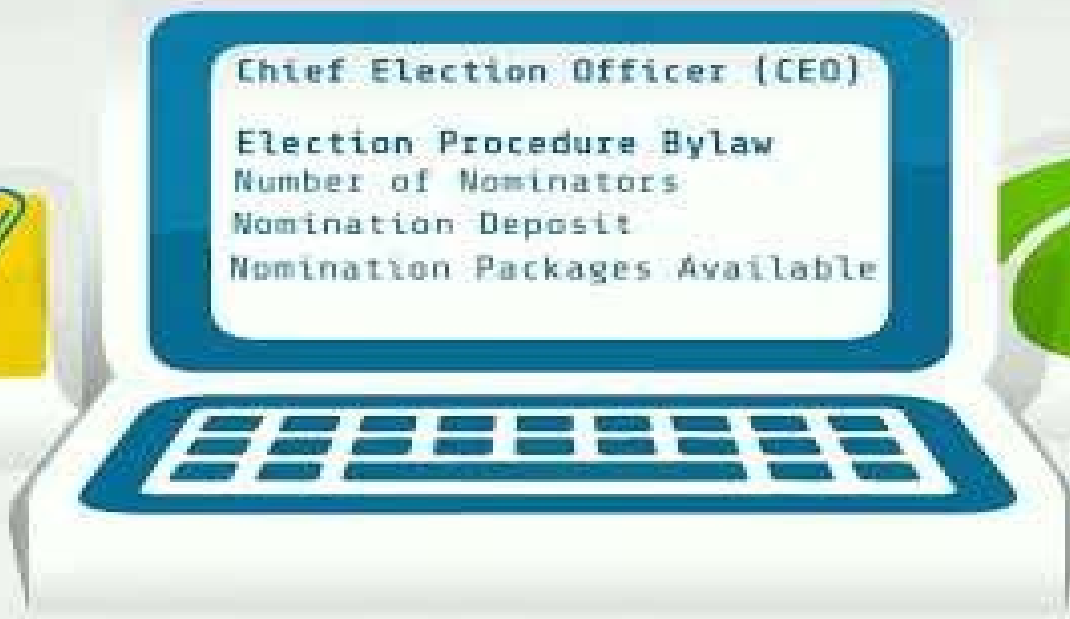 Chief Election Officer (CEO)
Election Procedure Bylaw
Number of Nominators
Nomination Deposit
Nomination Packages Available